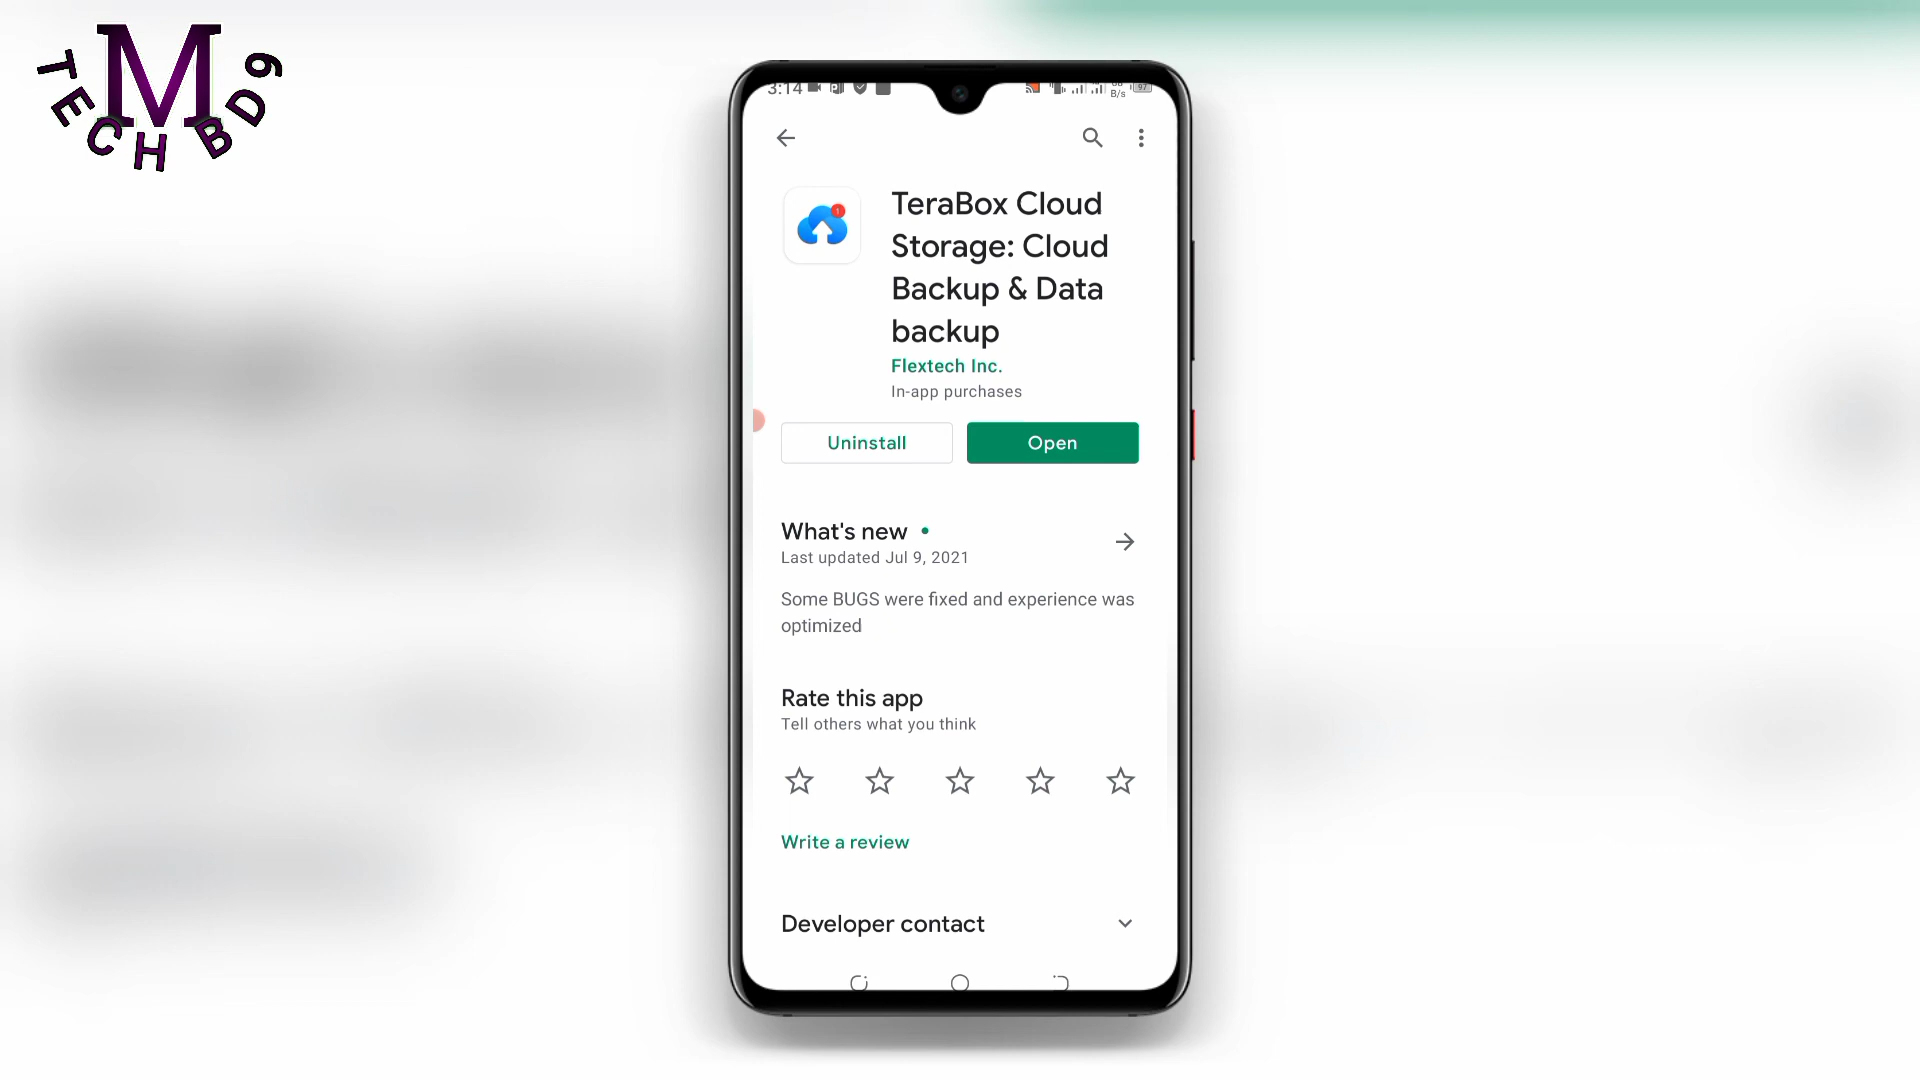 M
TECH BD9
3:14
B/s
97
TeraBox Cloud
Storage: Cloud
Backup & Data
backup
Flextech Inc.
In-app purchases
Uninstall
Open
What's new
Last updated Jul 9, 2021
Some BUGS were fixed and experience was
optimized
Rate this app
Tell others what you think
Write a review
Developer contact